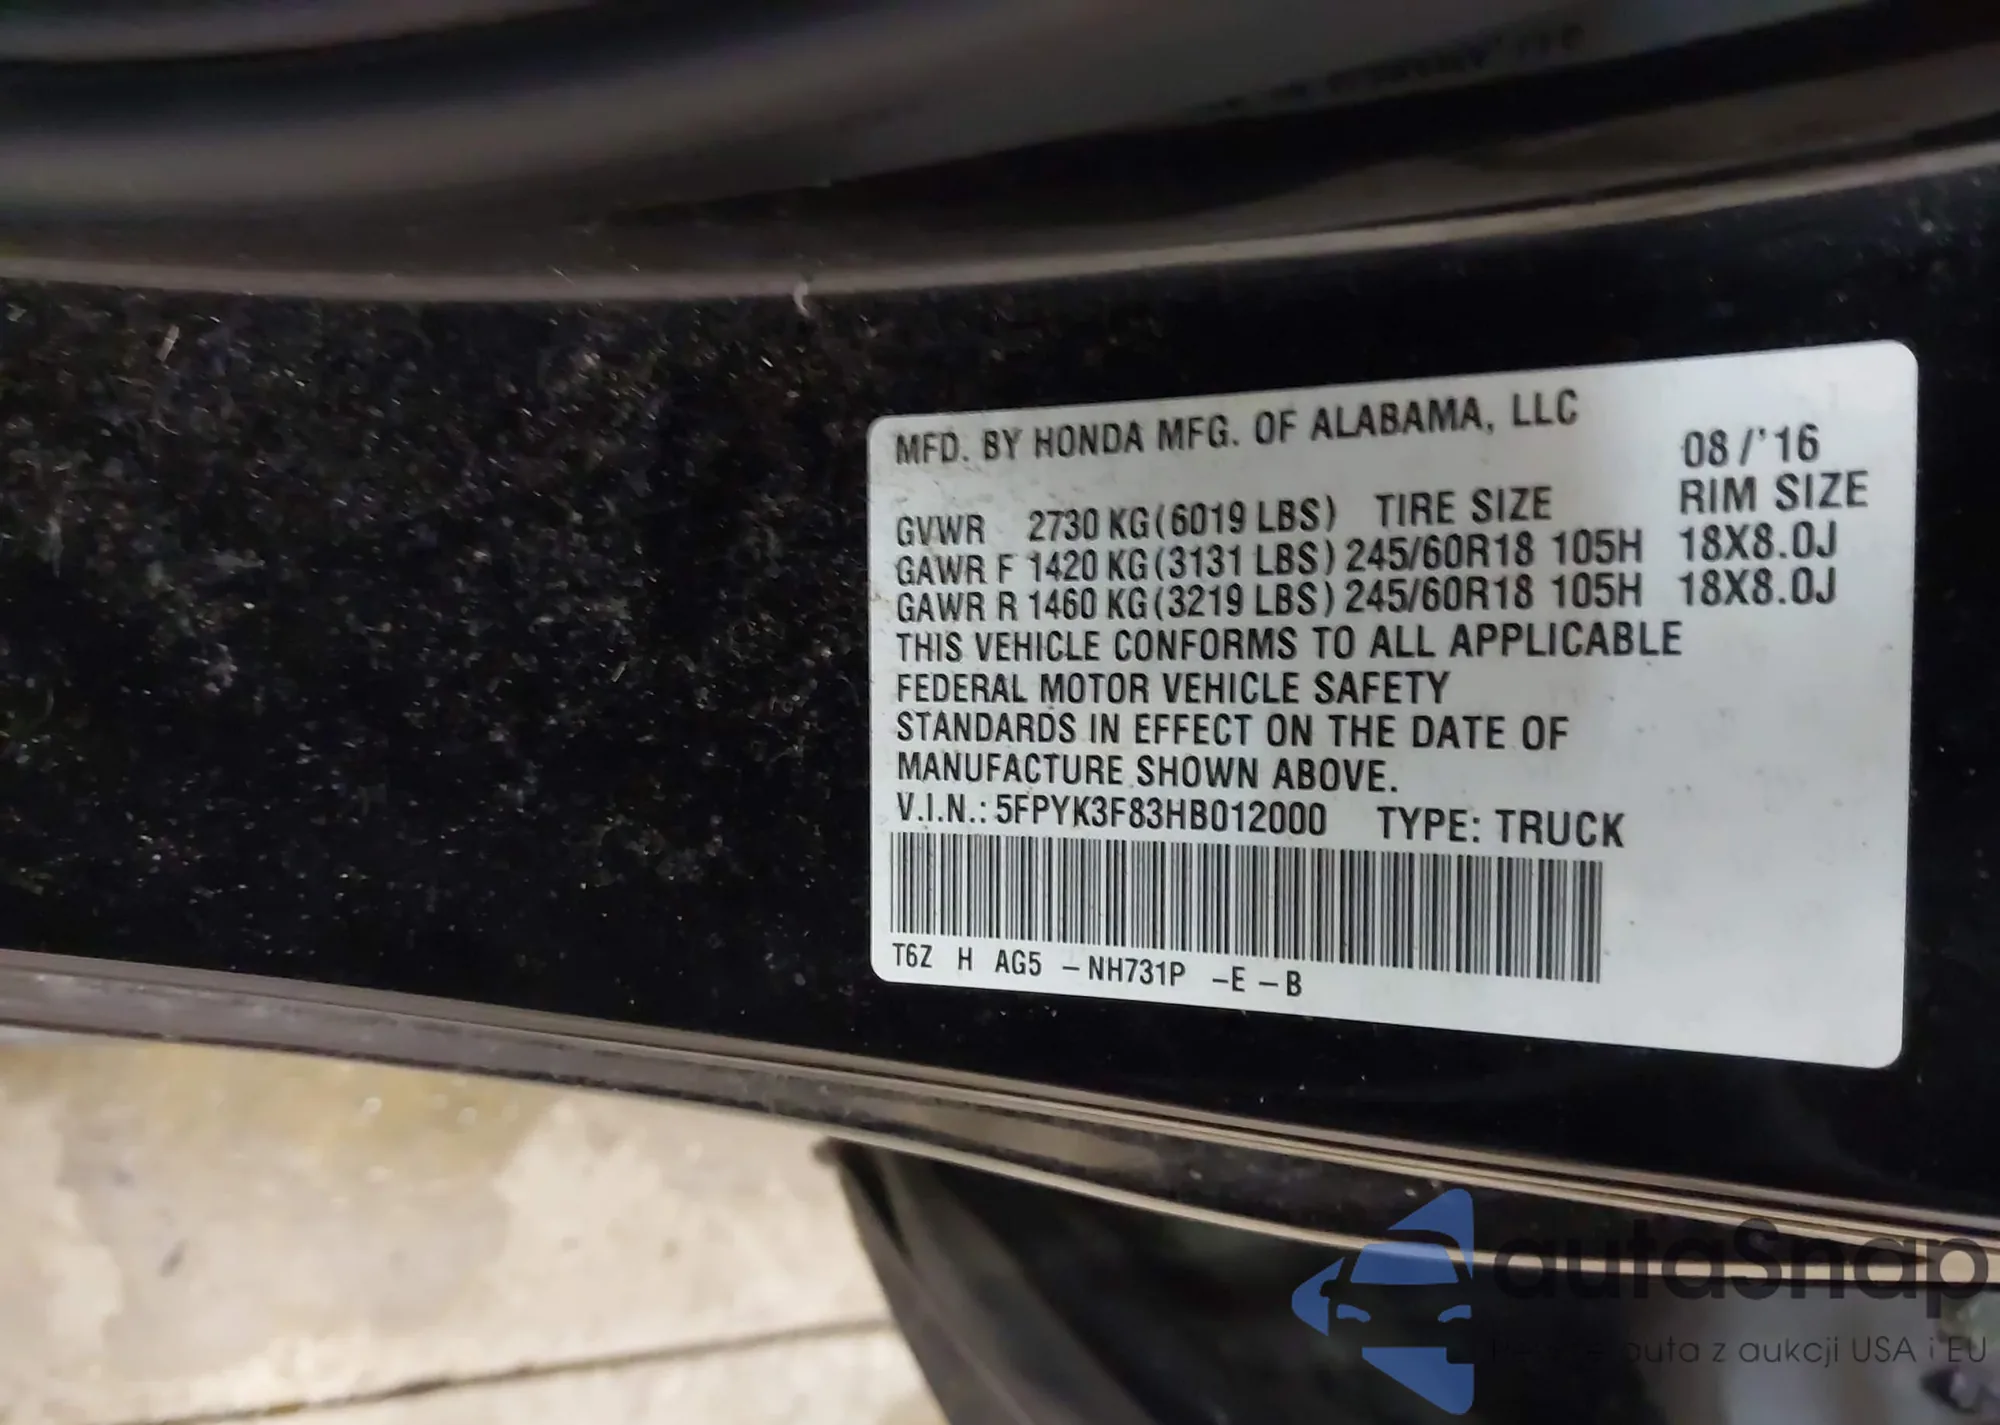 MFD. BY HONDA MFG. OF ALABAMA, LLC 08/'16
GVWR 2730 KG(6019 LBS) TIRE SIZE RIM SIZE
GAWR F 1420 KG(3131 LBS) 245/60R18 105H 18X8.0J
GAWR R 1460 KG(3219 LBS) 245/60R18 105H 18X8.0J
THIS VEHICLE CONFORMS TO ALL APPLICABLE
FEDERAL MOTOR VEHICLE SAFETY
STANDARDS IN EFFECT ON THE DATE OF
MANUFACTURE SHOWN ABOVE.
V.I.N.: 5FPYK3F83HB012000 TYPE: TRUCK
T6Z H AG5 -NH731P -E -B
autaSnap
auta z aukcji USA i EU